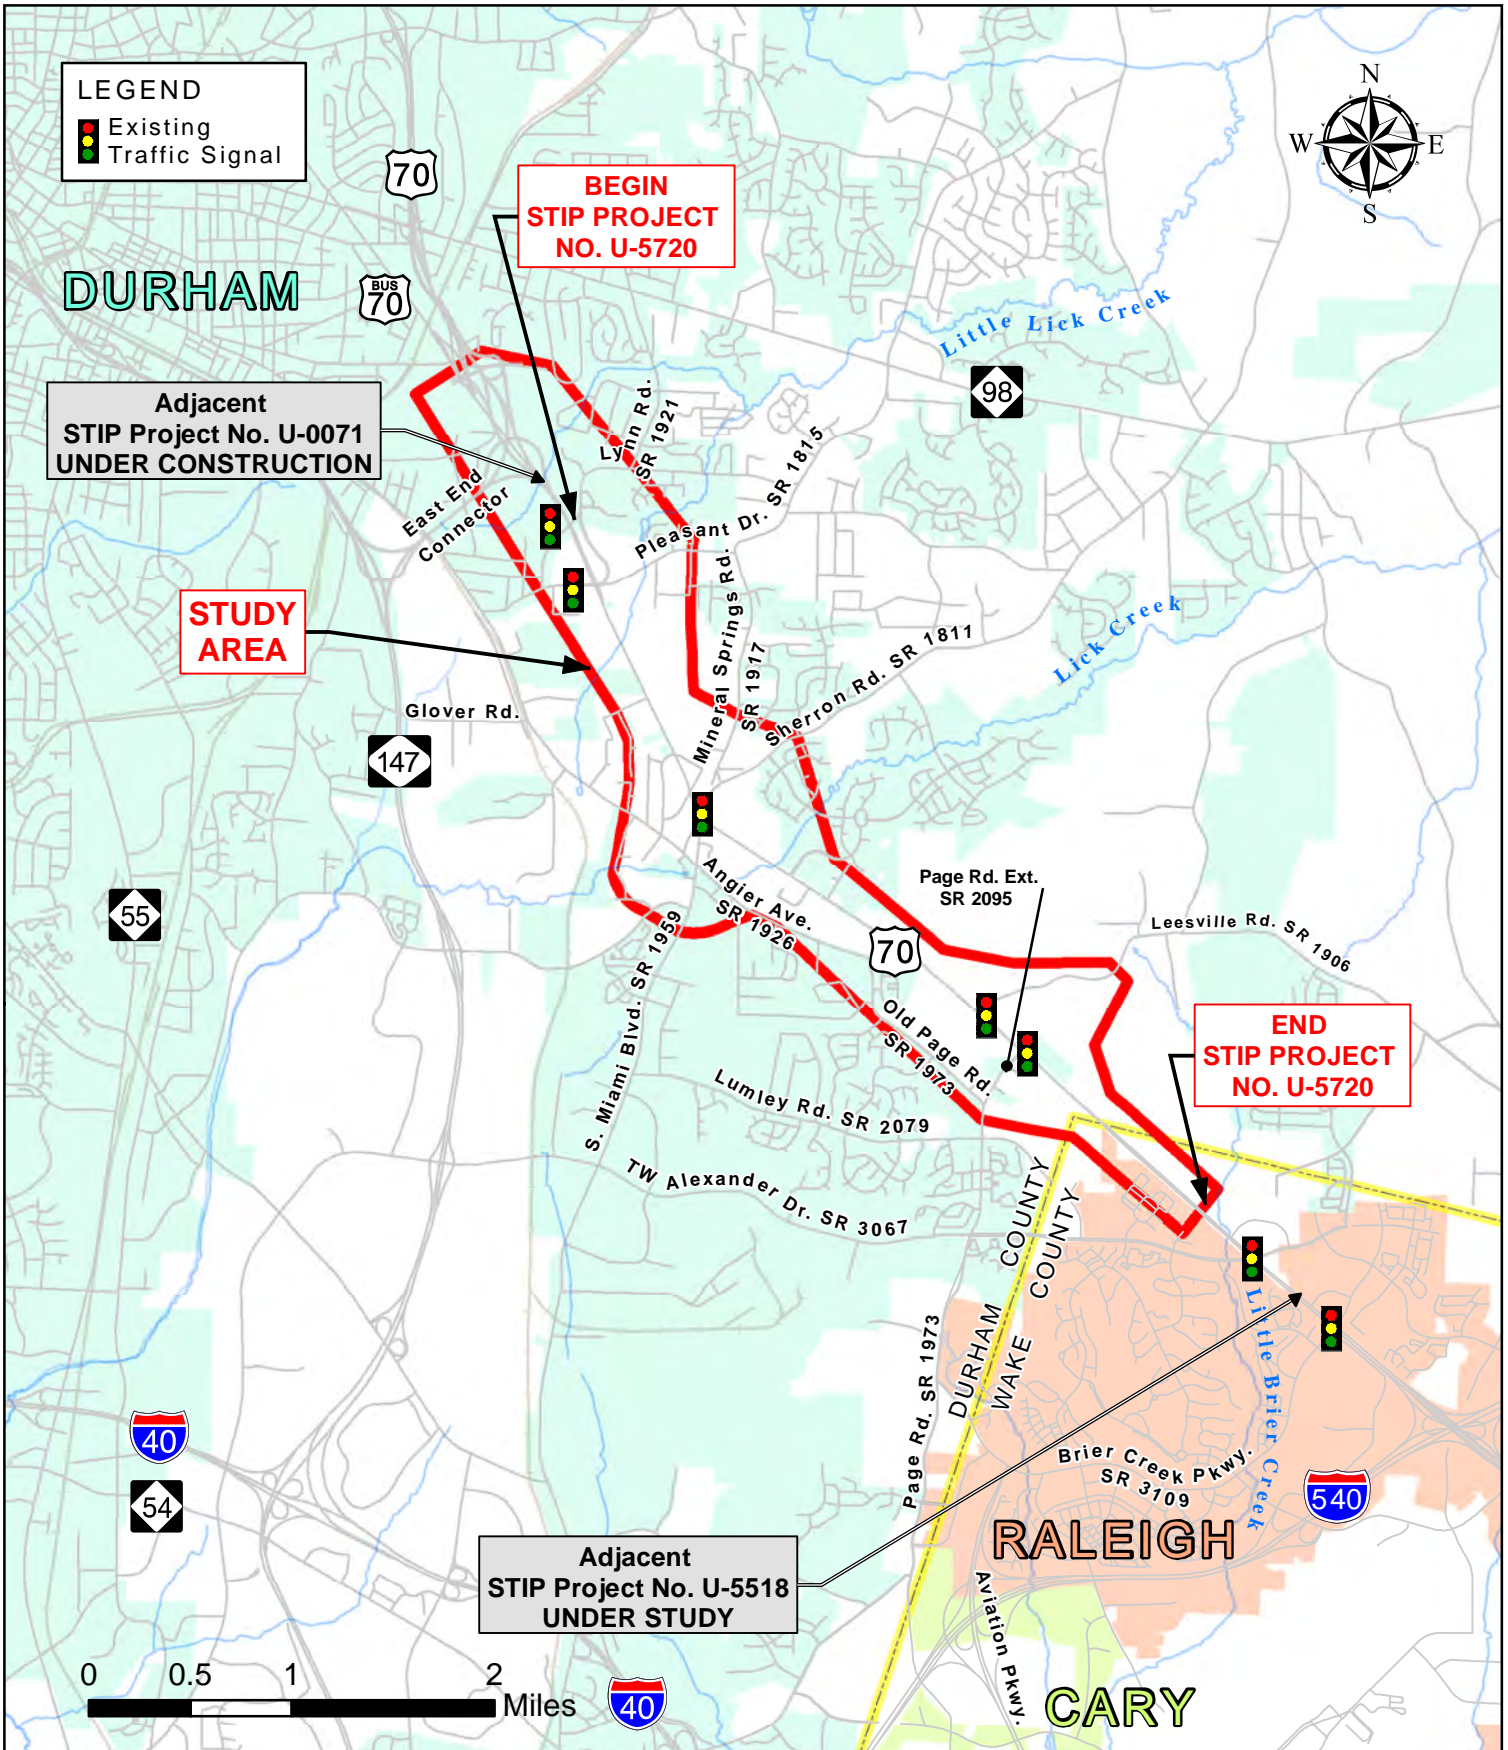 LEGEND
Existing
Traffic Signal
N
W
E
S
70
BEGIN
STIP PROJECT
NO. U-5720
DURHAM
BUS
70
Little Lick Creek
98
Adjacent
STIP Project No. U-0071
UNDER CONSTRUCTION
Lynn Rd.
SR 1921
East End
Connector
Pleasant Dr. SR 1815
STUDY
AREA
Mineral Springs Rd.
SR 1917
Sherron Rd. SR 1811
Lick Creek
Glover Rd.
147
55
Angier Ave.
SR 1926
Page Rd. Ext.
SR 2095
70
Leesville Rd. SR 1906
S. Miami Blvd. SR 1959
Old Page Rd.
SR 1973
END
STIP PROJECT
NO. U-5720
Lumley Rd. SR 2079
TW Alexander Dr. SR 3067
DURHAM COUNTY
WAKE COUNTY
Page Rd. SR 1973
Little Brier Creek
40
54
Brier Creek Pkwy.
SR 3109
540
RALEIGH
Adjacent
STIP Project No. U-5518
UNDER STUDY
Aviation Pkwy.
0 0.5 1 2
Miles
40
CARY